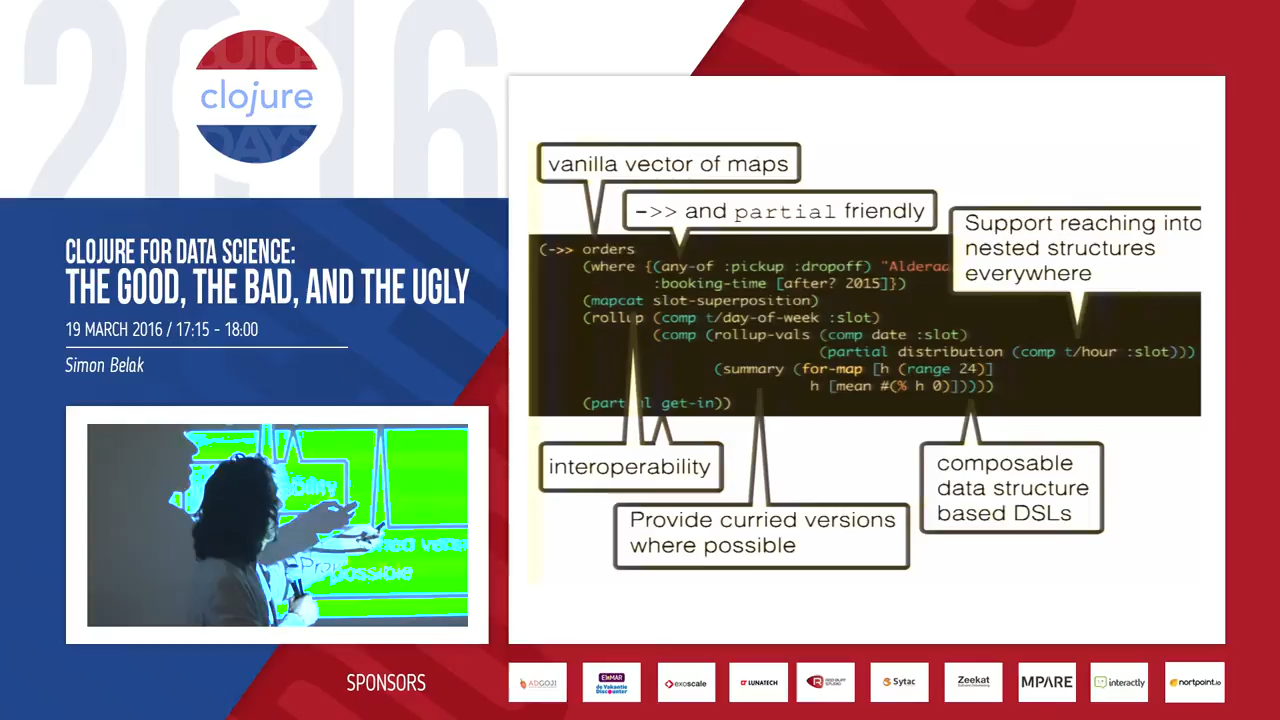 2016
DUTCH
clojure
DAYS
CLOJURE FOR DATA SCIENCE:
THE GOOD, THE BAD, AND THE UGLY
19 MARCH 2016 / 17:15 - 18:00
Simon Belak
vanilla vector of maps
->> and partial friendly
Support reaching into
nested structures
everywhere
(->> orders
(where {(any-of :pickup :dropoff) "Alderaa
:booking-time [after? 2015]})
(mapcat slot-superposition)
(rollup (comp t/day-of-week :slot)
(comp (rollup-vals (comp date :slot)
(partial distribution (comp t/hour :slot)))
(summary (for-map [h (range 24)]
h [mean #(% h 0)]))))
(partial get-in))
interoperability
Provide curried versions
where possible
composable
data structure
based DSLs
possible
SPONSORS
ADGOJI
ElMAR
de Vakantie
Discounter
exoscale
LUNATECH
Sytac
Zeekat
MPARE
interactly
nortpoint.io